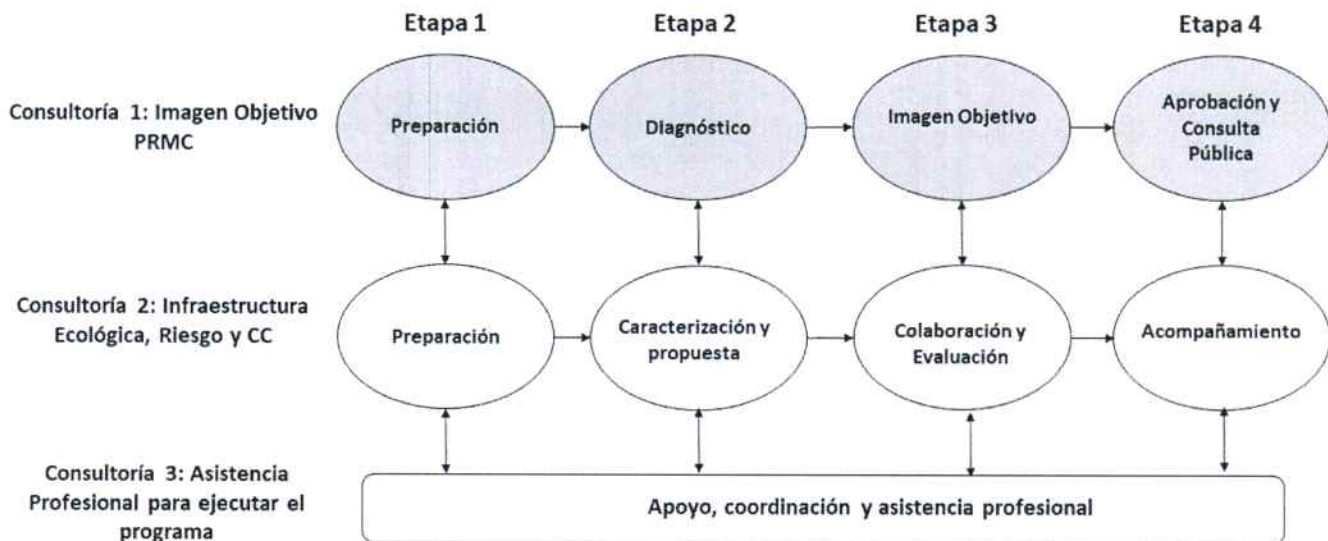 Etapa 1
Etapa 2
Etapa 3
Etapa 4
Consultoría 1: Imagen Objetivo
PRMC
Preparación
Diagnóstico
Imagen Objetivo
Aprobación y
Consulta
Pública
Consultoría 2: Infraestructura
Ecológica, Riesgo y CC
Preparación
Caracterización y
propuesta
Colaboración y
Evaluación
Acompañamiento
Consultoría 3: Asistencia
Profesional para ejecutar el
programa
Apoyo, coordinación y asistencia profesional